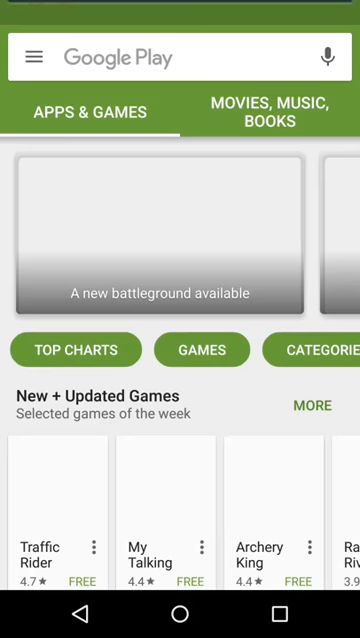 Google Play
APPS & GAMES
MOVIES, MUSIC,
BOOKS
A new battleground available
TOP CHARTS
GAMES
CATEGORIE
New + Updated Games
Selected games of the week
MORE
Traffic
Rider
4.7★ FREE
My
Talking
4.4★ FREE
Archery
King
4.4★ FREE
Ra
Riv
3.9